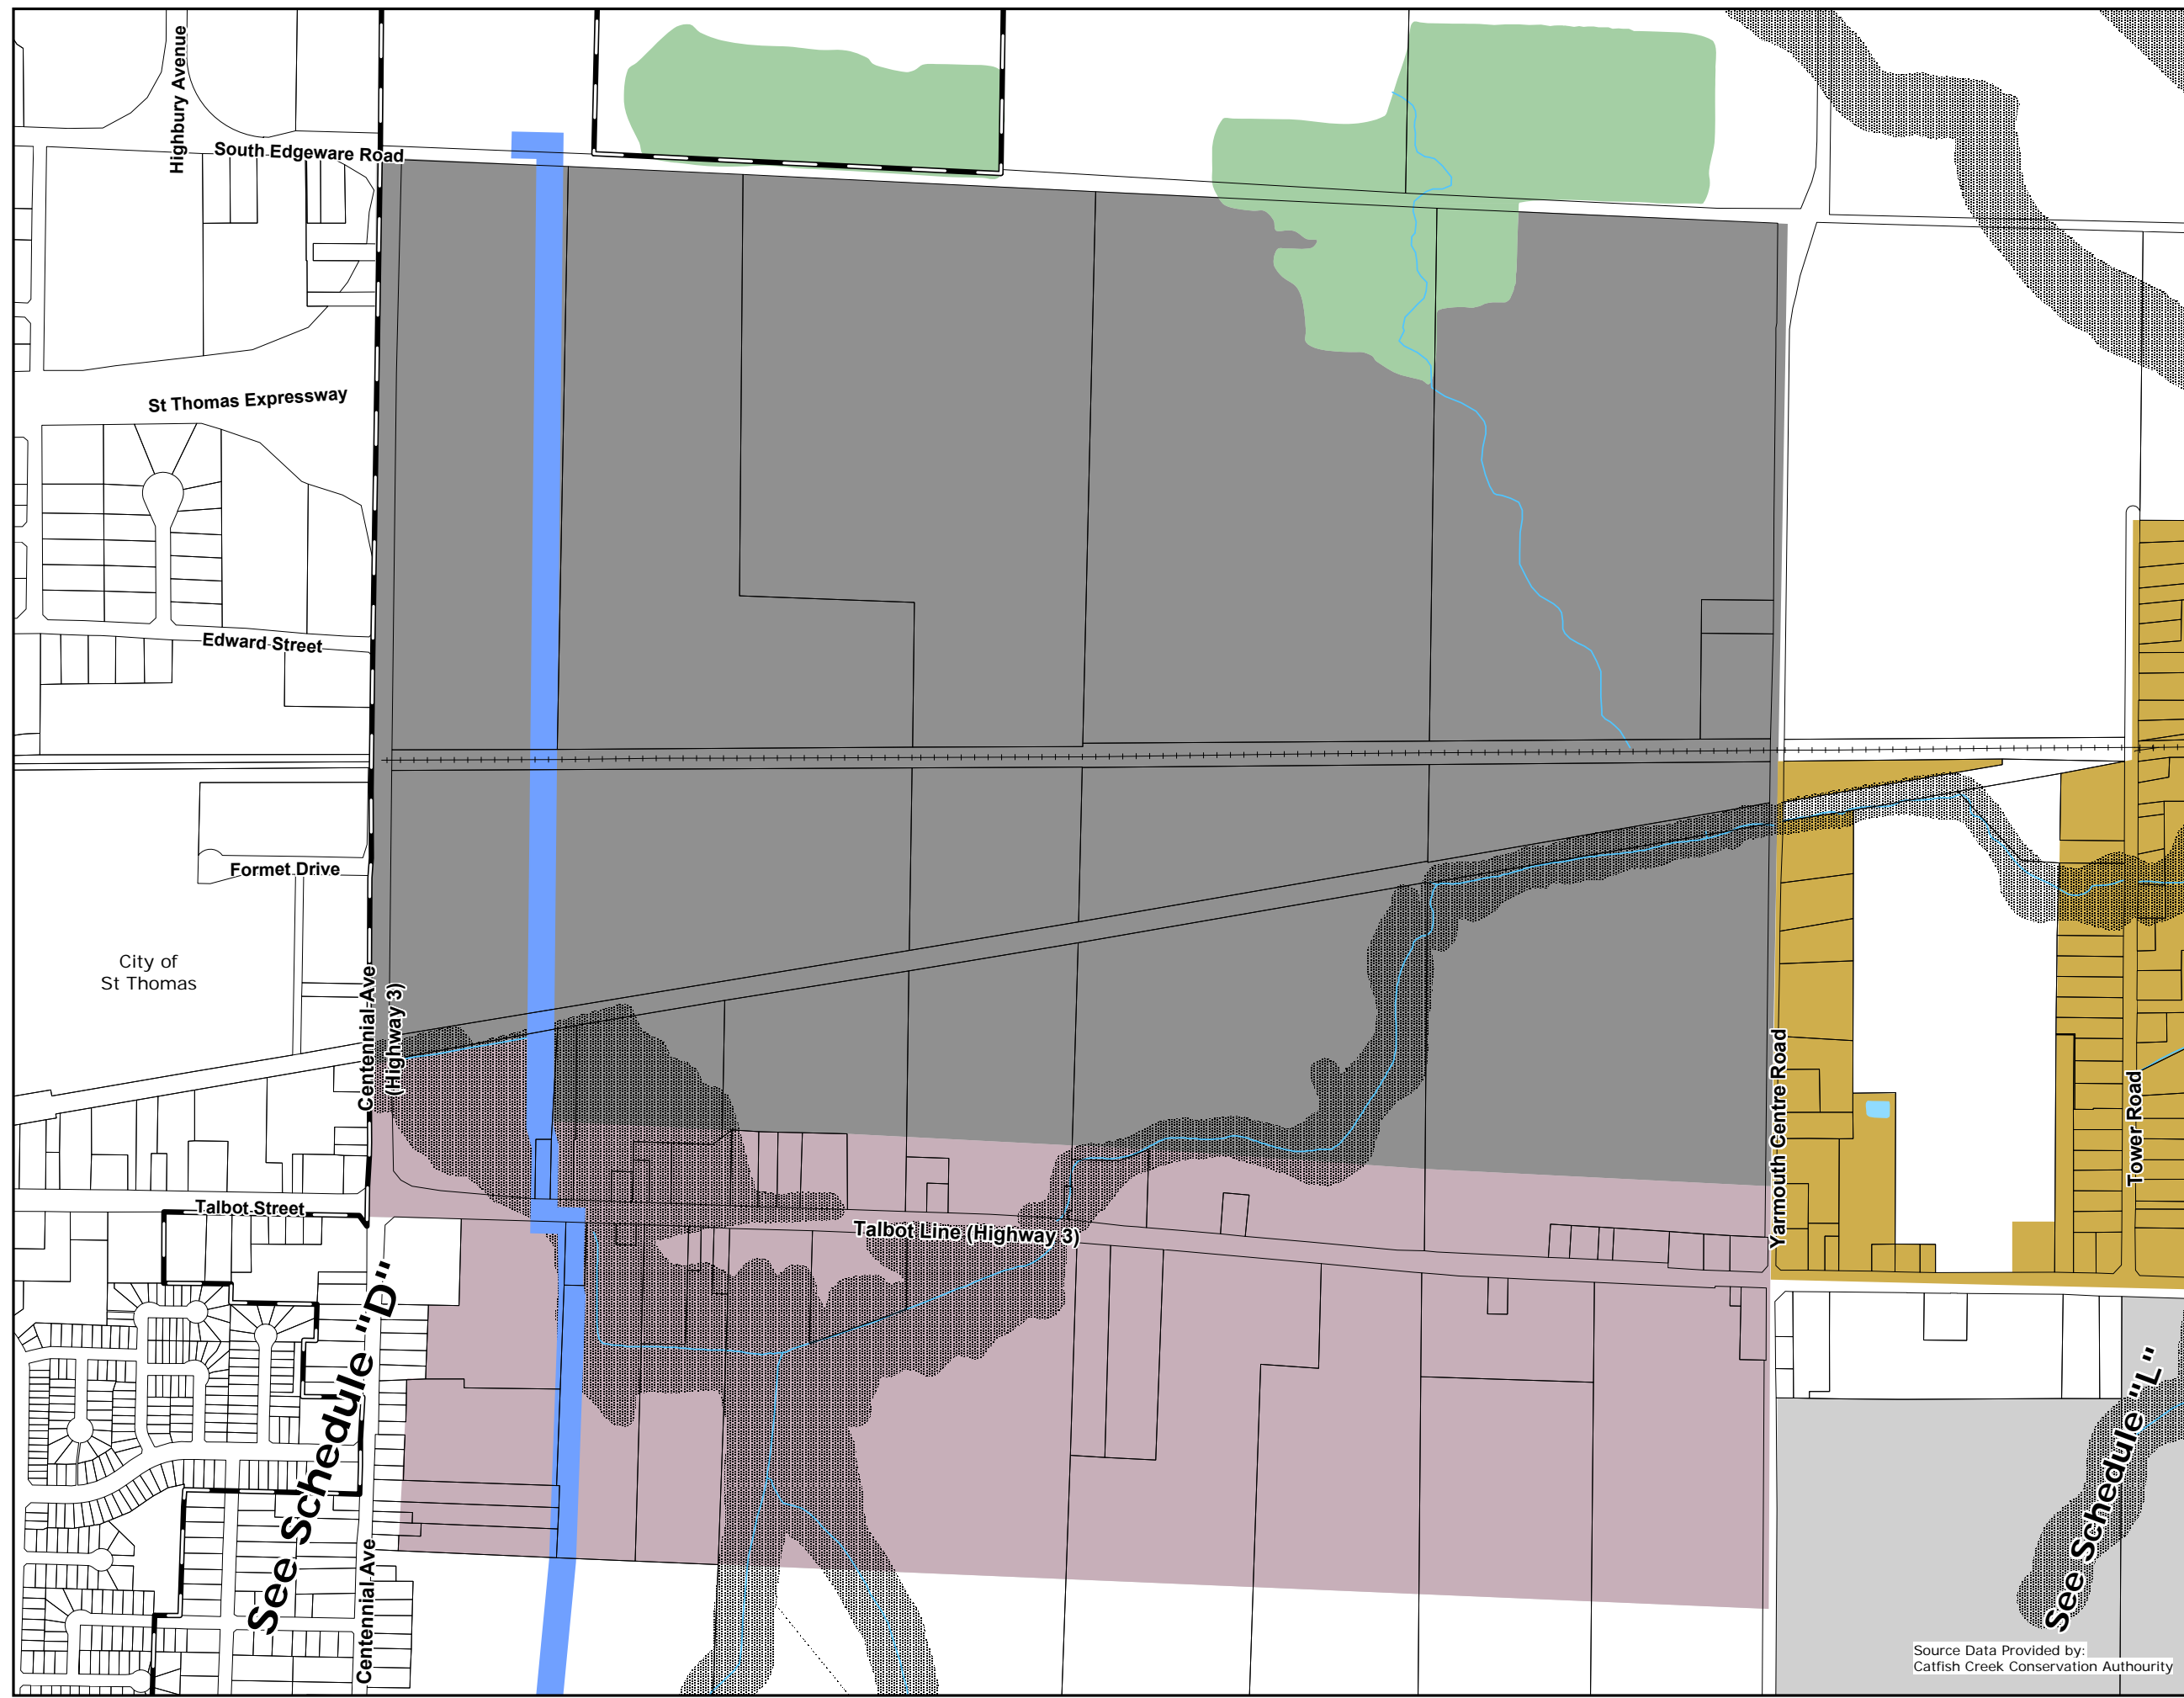 Highbury Avenue
South Edgeware Road
St Thomas Expressway
Edward Street
Formet Drive
City of
St Thomas
Centennial Ave
(Highway 3)
Talbot Street
Talbot Line (Highway 3)
Yarmouth Centre Road
Tower Road
See Schedule "D"
Centennial Ave
See Schedule "L"
Source Data Provided by:
Catfish Creek Conservation Authourity